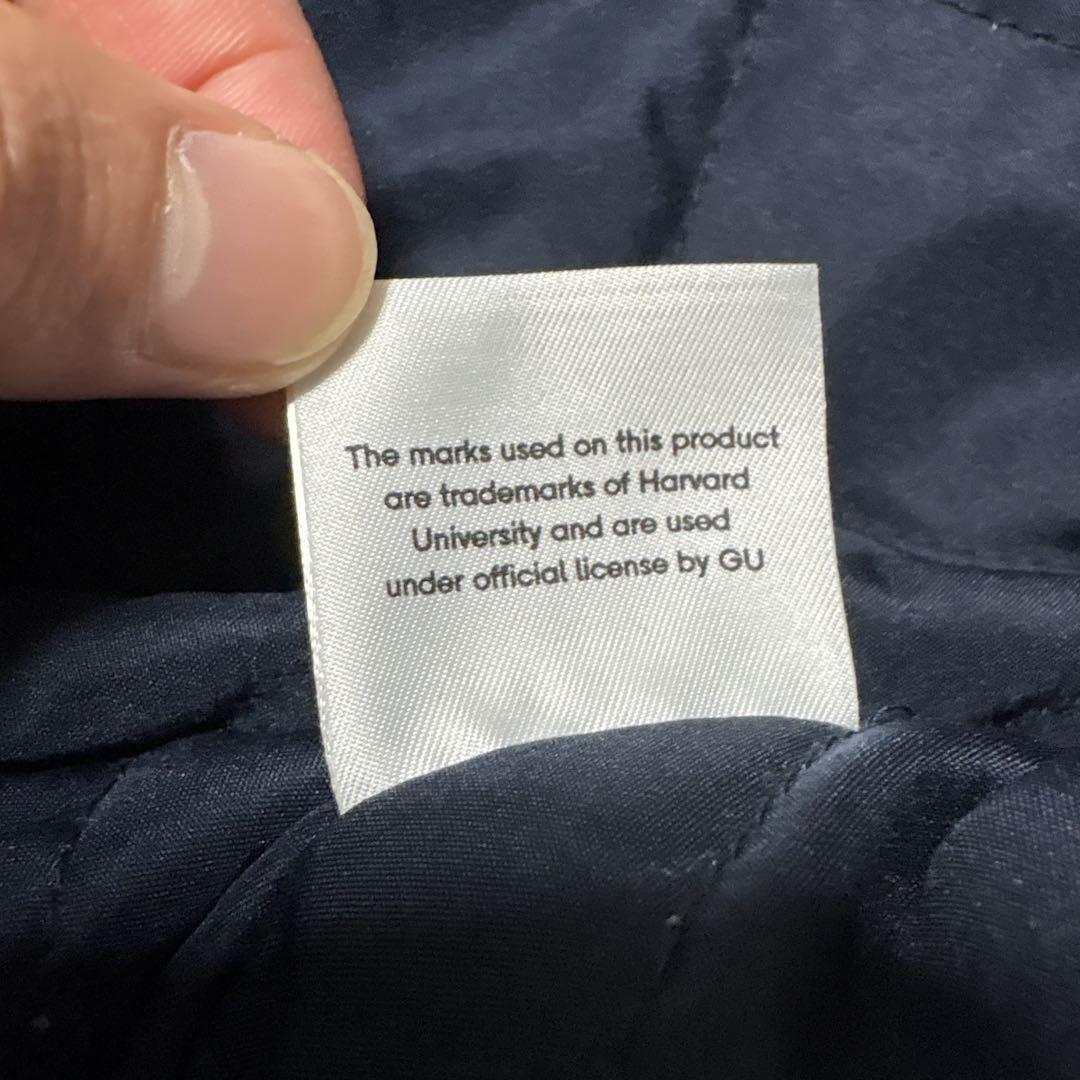 The marks used on this product
are trademarks of Harvard
University and are used
under official license by GU